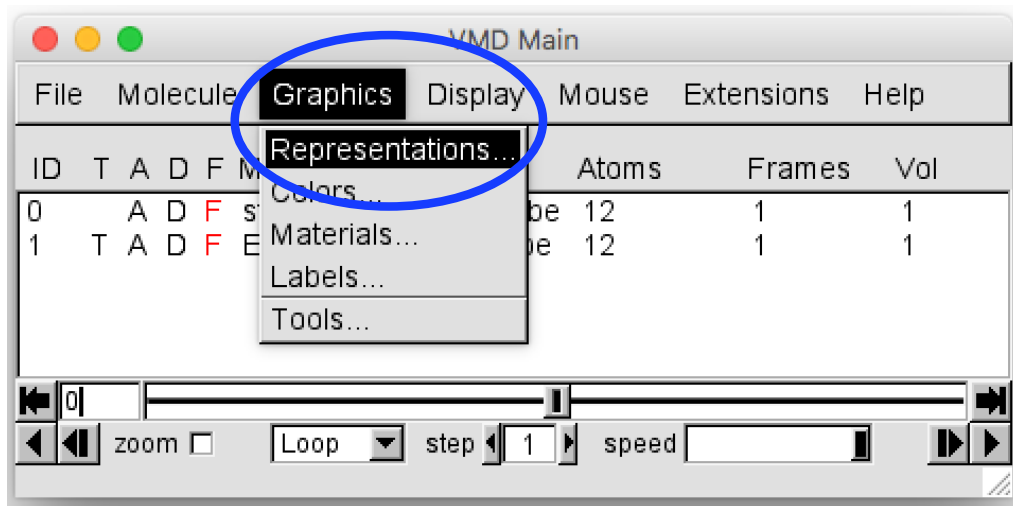 VMD Main
File Molecule Graphics Display Mouse Extensions Help
Representations...
ID T A D F Atoms Frames Vol
Colors...
0 A D F be 12 1 1
Materials...
1 T A D F 12 1 1
Labels...
Tools...
0
zoom Loop step 1 speed